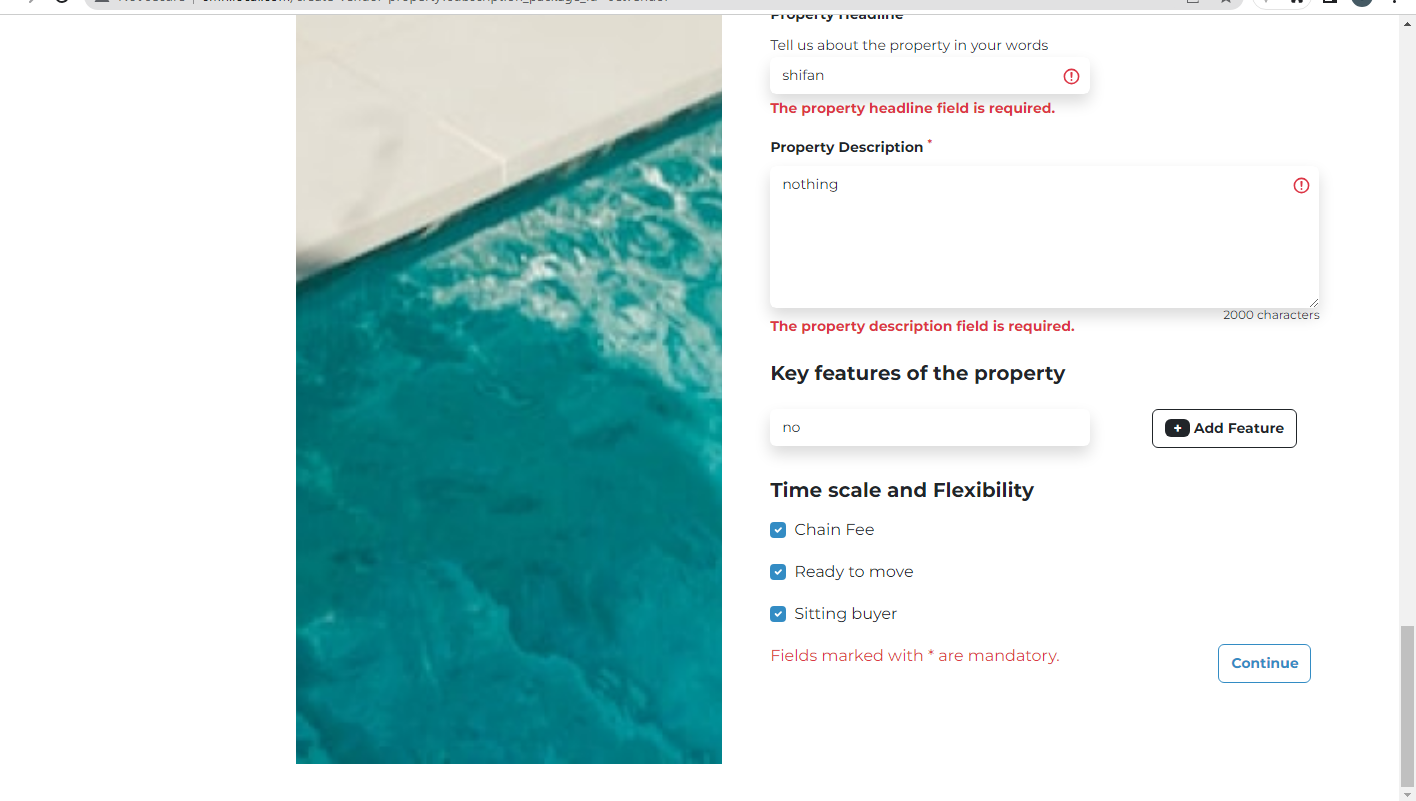 Property Headline
Tell us about the property in your words
shifan
The property headline field is required.
Property Description *
nothing
2000 characters
The property description field is required.
Key features of the property
no
+ Add Feature
Time scale and Flexibility
Chain Fee
Ready to move
Sitting buyer
Fields marked with * are mandatory.
Continue